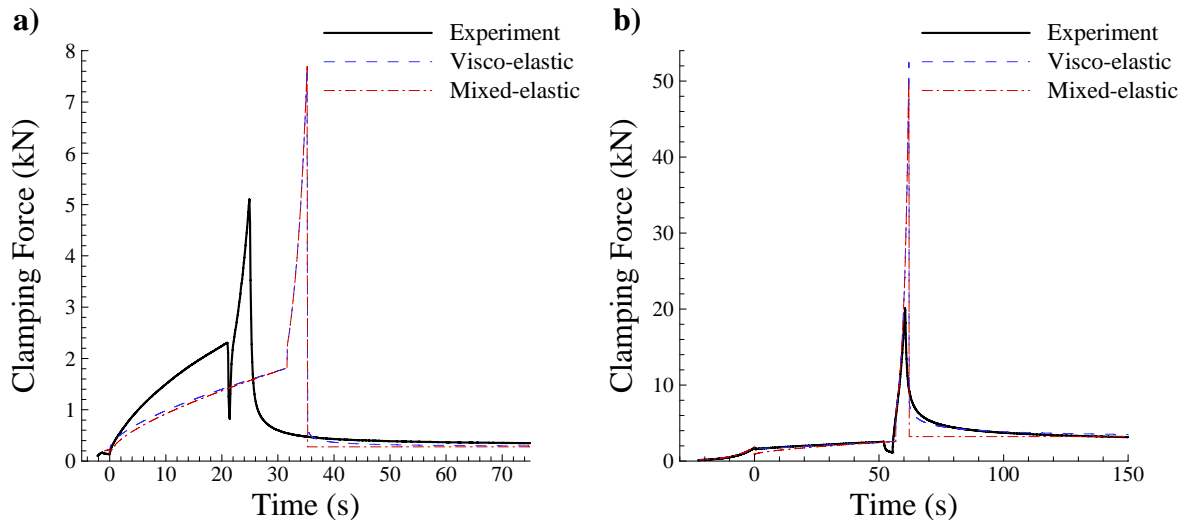 a)
Experiment
Visco-elastic
Mixed-elastic
Clamping Force (kN)
8
7
6
5
4
3
2
1
0
0 10 20 30 40 50 60 70
Time (s)
b)
Experiment
Visco-elastic
Mixed-elastic
Clamping Force (kN)
50
40
30
20
10
0
0 50 100 150
Time (s)